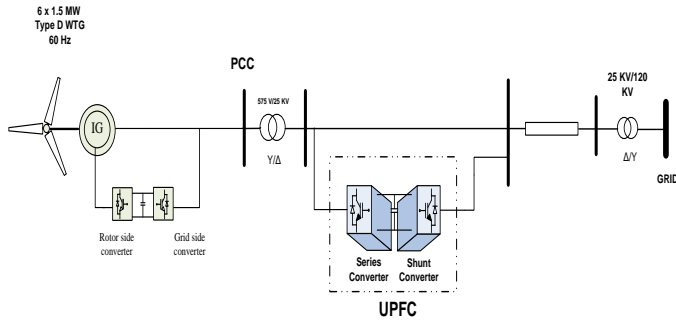 6 x 1.5 MW
Type D WTG
60 Hz
PCC
575 V/25 KV
25 KV/120
KV
IG
Y/Δ
Δ/Y
GRID
Rotor side
converter
Grid side
converter
Series
Converter
Shunt
Converter
UPFC